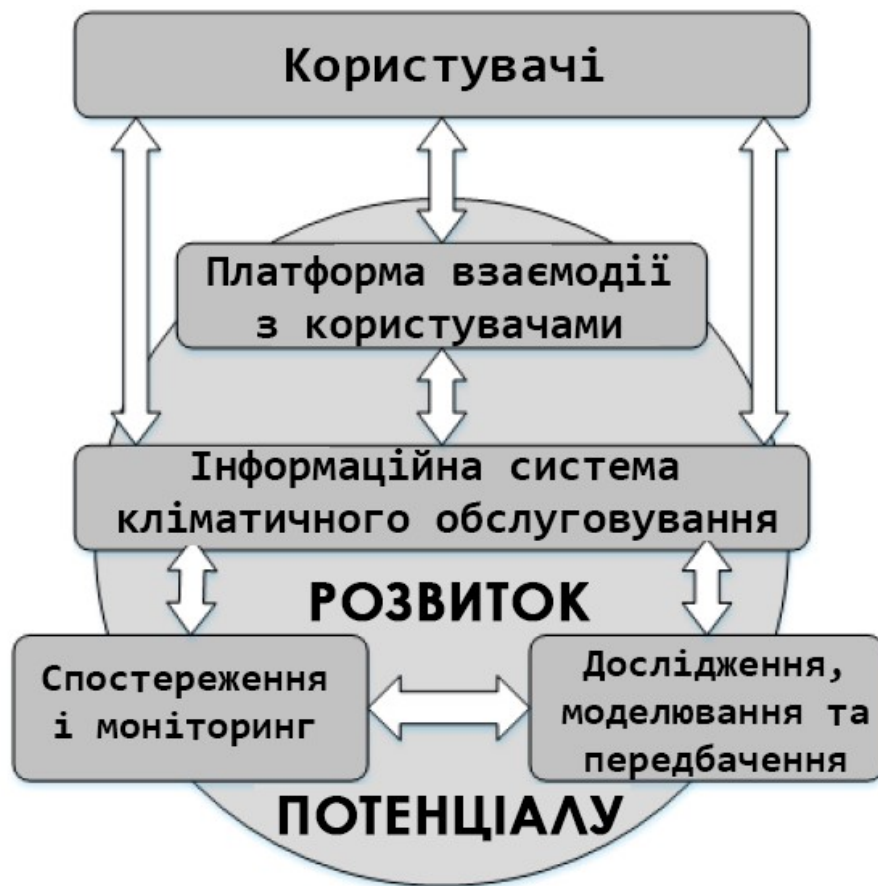 Користувачі
Платформа взаємодії
з користувачами
Інформаційна система
кліматичного обслуговування
РОЗВИТОК
Спостереження
і моніторинг
Дослідження,
моделювання та
передбачення
ПОТЕНЦІАЛУ